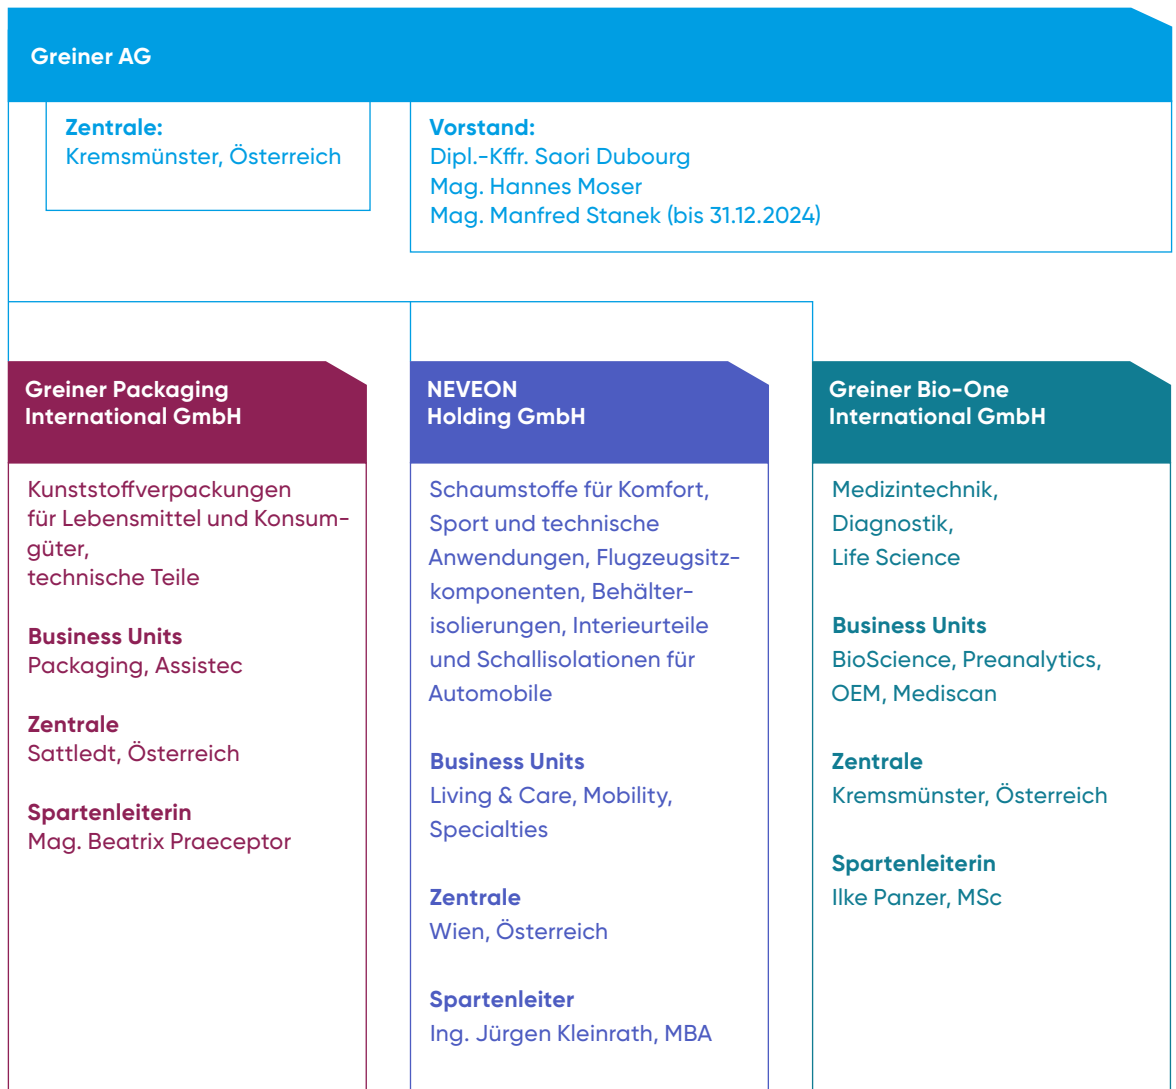 Greiner AG
Zentrale:
Kremsmünster, Österreich
Vorstand:
Dipl.-Kffr. Saori Dubourg
Mag. Hannes Moser
Mag. Manfred Stanek (bis 31.12.2024)
Greiner Packaging
International GmbH
Kunststoffverpackungen
für Lebensmittel und Konsum-
güter,
technische Teile
Business Units
Packaging, Assistec
Zentrale
Sattledt, Österreich
Spartenleiterin
Mag. Beatrix Praeceptor
NEVEON
Holding GmbH
Schaumstoffe für Komfort,
Sport und technische
Anwendungen, Flugzeugsitz-
komponenten, Behälter-
isolierungen, Interieurteile
und Schallisolationen für
Automobile
Business Units
Living & Care, Mobility,
Specialties
Zentrale
Wien, Österreich
Spartenleiter
Ing. Jürgen Kleinrath, MBA
Greiner Bio-One
International GmbH
Medizintechnik,
Diagnostik,
Life Science
Business Units
BioScience, Preanalytics,
OEM, Mediscan
Zentrale
Kremsmünster, Österreich
Spartenleiterin
Ilke Panzer, MSc